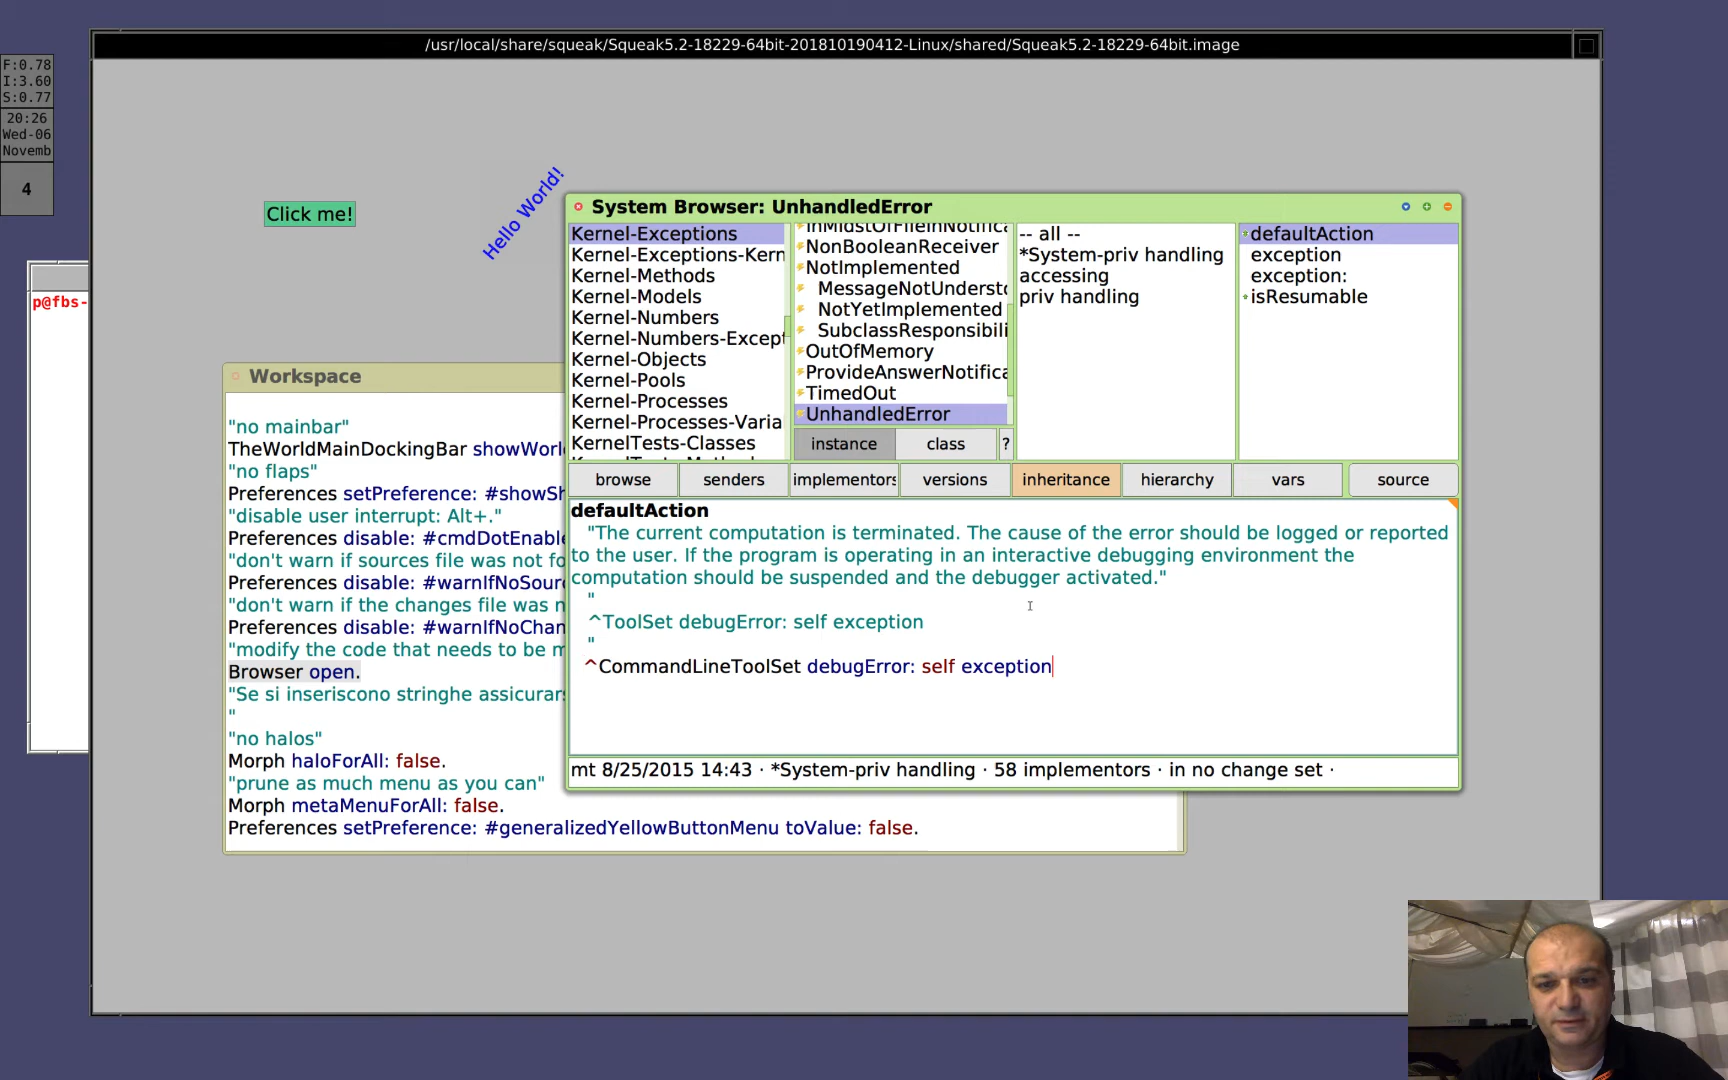 /usr/local/share/squeak/Squeak5.2-18229-64bit-201810190412-Linux/shared/Squeak5.2-18229-64bit.image
F:0.78
I:3.60
S:0.77
20:26
Wed-06
Novemb
4
Click me!
Hello World!
p@fbs-
Workspace
"no mainbar"
TheWorldMainDockingBar showWorl
"no flaps"
Preferences setPreference: #showSh
"disable user interrupt: Alt+."
Preferences disable: #cmdDotEnable
"don't warn if sources file was not fo
Preferences disable: #warnIfNoSour
"don't warn if the changes file was n
Preferences disable: #warnIfNoChan
"modify the code that needs to be m
Browser open.
"Se si inseriscono stringhe assicurars
"
"no halos"
Morph haloForAll: false.
"prune as much menu as you can"
Morph metaMenuForAll: false.
Preferences setPreference: #generalizedYellowButtonMenu toValue: false.
System Browser: UnhandledError
Kernel-Exceptions
Kernel-Exceptions-Kern
Kernel-Methods
Kernel-Models
Kernel-Numbers
Kernel-Numbers-Except
Kernel-Objects
Kernel-Pools
Kernel-Processes
Kernel-Processes-Varia
KernelTests-Classes
InMidstOfFileinNotifica
NonBooleanReceiver
NotImplemented
MessageNotUndersto
NotYetImplemented
SubclassResponsibili
OutOfMemory
ProvideAnswerNotifica
TimedOut
UnhandledError
instance
class
?
-- all --
*System-priv handling
accessing
priv handling
defaultAction
exception
exception:
isResumable
browse
senders
implementors
versions
inheritance
hierarchy
vars
source
defaultAction
"The current computation is terminated. The cause of the error should be logged or reported
to the user. If the program is operating in an interactive debugging environment the
computation should be suspended and the debugger activated."
"
^ToolSet debugError: self exception
"
^CommandLineToolSet debugError: self exception
mt 8/25/2015 14:43 · *System-priv handling · 58 implementors · in no change set ·